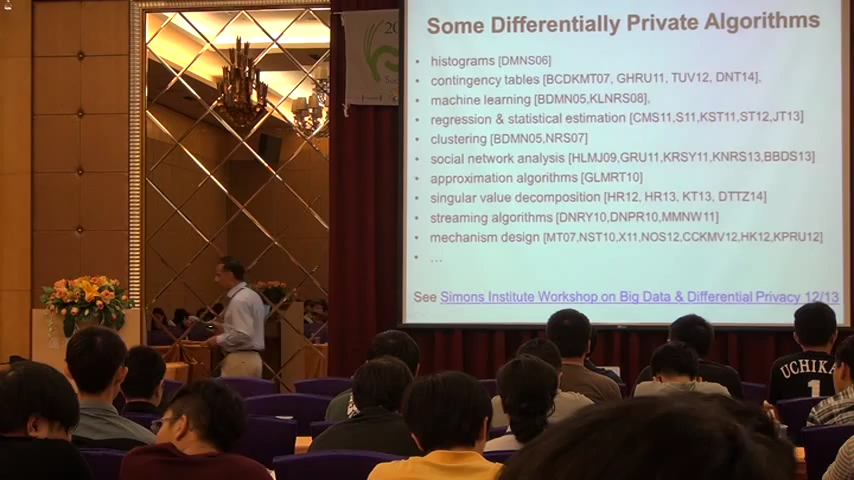 20
Soc
Some Differentially Private Algorithms
• histograms [DMNS06]
• contingency tables [BCDKMT07, GHRU11, TUV12, DNT14],
• machine learning [BDMN05,KLNRS08],
• regression & statistical estimation [CMS11,S11,KST11,ST12,JT13]
• clustering [BDMN05,NRS07]
• social network analysis [HLMJ09,GRU11,KRSY11,KNRS13,BBDS13]
• approximation algorithms [GLMRT10]
• singular value decomposition [HR12, HR13, KT13, DTTZ14]
• streaming algorithms [DNRY10,DNPR10,MMNW11]
• mechanism design [MT07,NST10,X11,NOS12,CCKMV12,HK12,KPRU12]
• ...
See Simons Institute Workshop on Big Data & Differential Privacy 12/13
UCHIKA
1